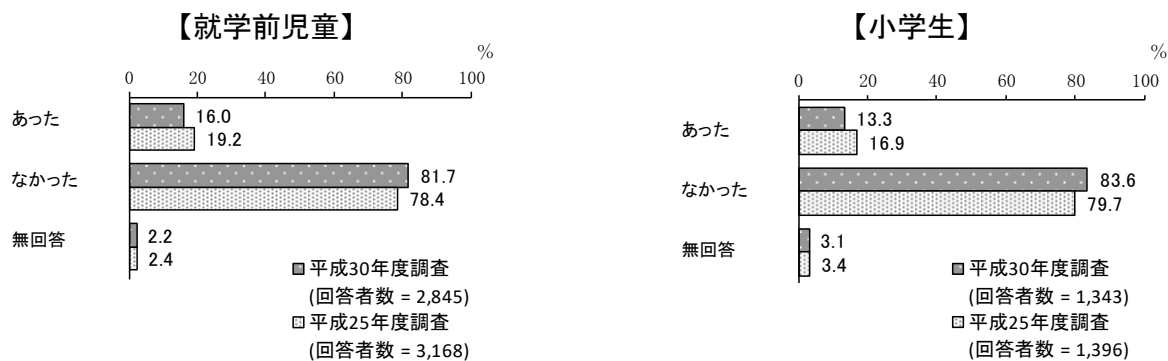 【就学前児童】
%
0 20 40 60 80 100
あった
16.0
19.2
なかった
81.7
78.4
無回答
2.2
2.4
平成30年度調査
(回答者数 = 2,845)
平成25年度調査
(回答者数 = 3,168)
【小学生】
%
0 20 40 60 80 100
あった
13.3
16.9
なかった
83.6
79.7
無回答
3.1
3.4
平成30年度調査
(回答者数 = 1,343)
平成25年度調査
(回答者数 = 1,396)